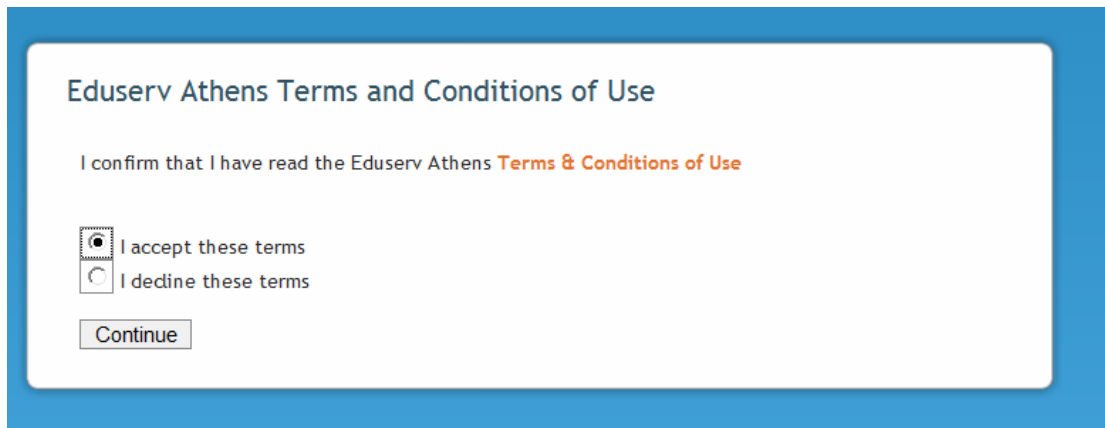 Eduserv Athens Terms and Conditions of Use
I confirm that I have read the Eduserv Athens Terms & Conditions of Use
I accept these terms
I decline these terms
Continue